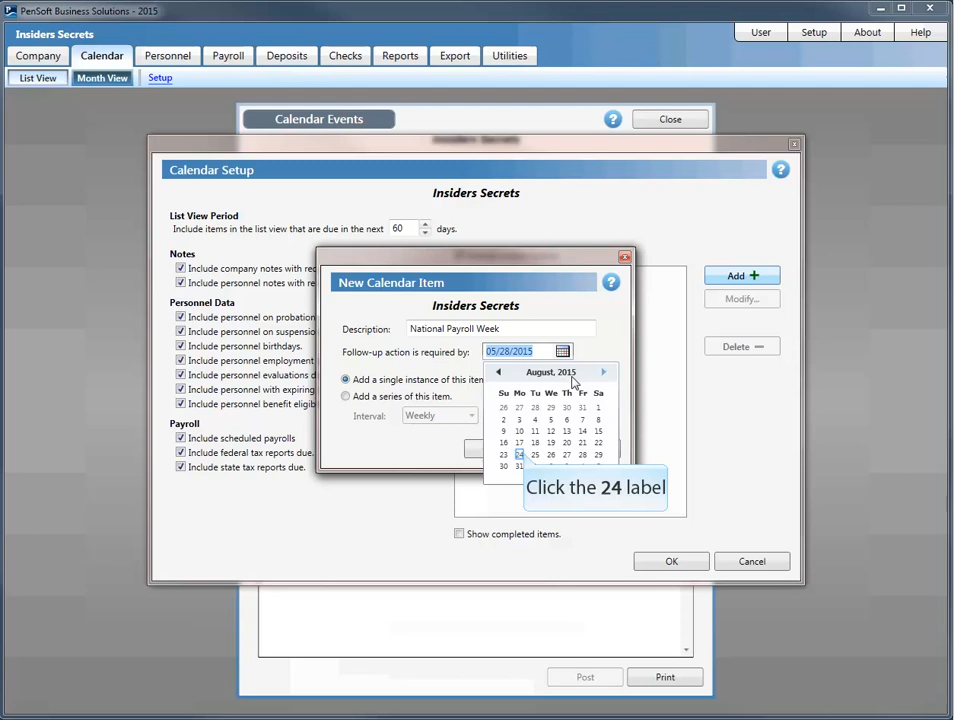 PenSoft Business Solutions - 2015
Insiders Secrets
User Setup About Help
Company Calendar Personnel Payroll Deposits Checks Reports Export Utilities
List View Month View Setup
Calendar Events ? Close
Insiders Secrets
Calendar Setup ?
Insiders Secrets
List View Period
Include items in the list view that are due in the next 60 days.
Notes
Include company notes with
Include personnel notes with
Personnel Data
Include personnel on probation
Include personnel on suspensio
Include personnel birthdays.
Include personnel employment
Include personnel evaluations
Include personnel with expiring
Include personnel benefit eligib
Payroll
Include scheduled payrolls
Include federal tax reports due.
Include state tax reports due.
Add
Modify...
Delete
New Calendar Item ?
Insiders Secrets
Description: National Payroll Week
Follow-up action is required by: 05/28/2015
Add a single instance of this item
Add a series of this item.
Interval: Weekly
August, 2015
Su Mo Tu We Th Fr Sa
26 27 28 29 30 31 1
2 3 4 5 6 7 8
9 10 11 12 13 14 15
16 17 18 19 20 21 22
23 24 25 26 27 28 29
30 31
Click the 24 label
Show completed items.
OK Cancel
Post Print